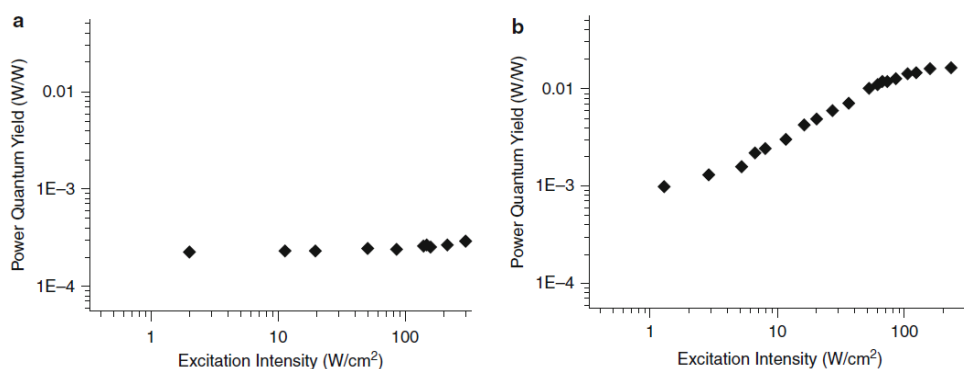 a
Power Quantum Yield (W/W)
0.01
1E−3
1E−4
1
10
100
Excitation Intensity (W/cm²)
b
Power Quantum Yield (W/W)
0.01
1E−3
1E−4
1
10
100
Excitation Intensity (W/cm²)